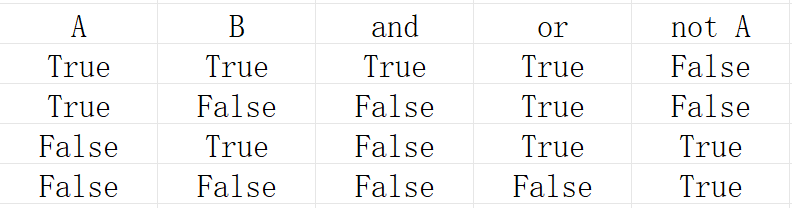 A B and or not A
True True True True False
True False False True False
False True False True True
False False False False True